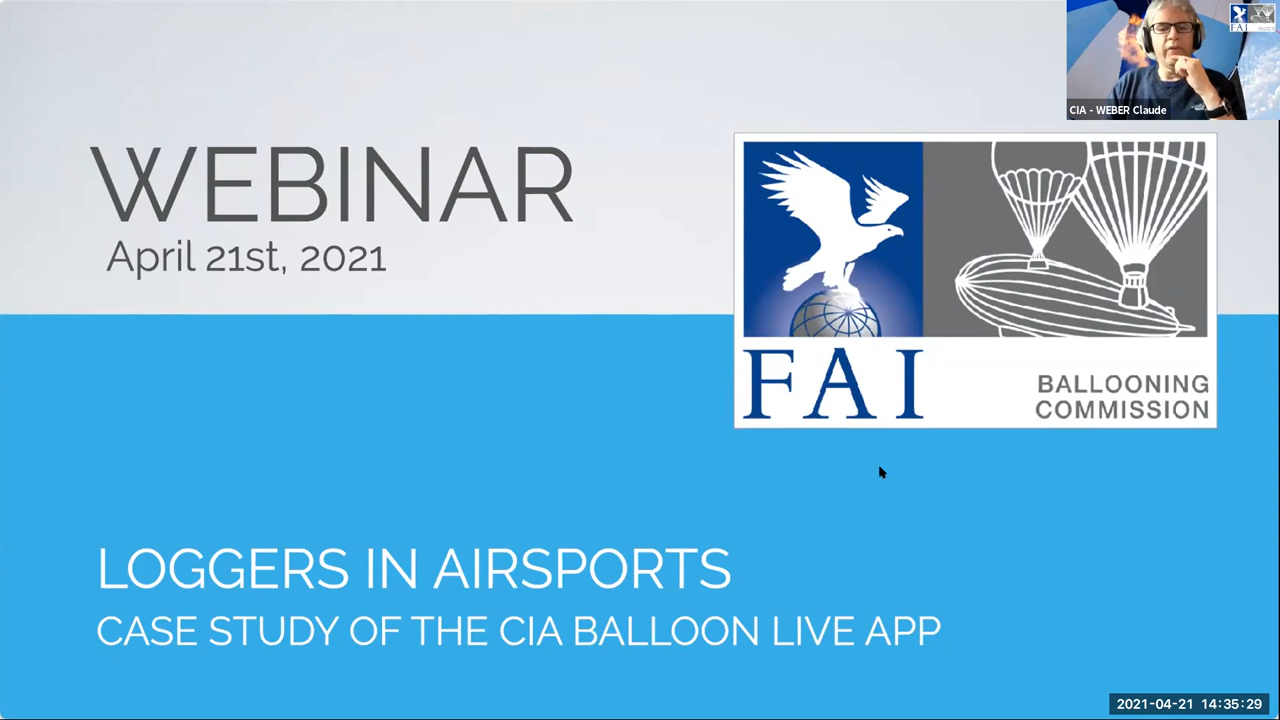 WEBINAR
April 21st, 2021
CIA - WEBER Claude
FAI
BALLOONING
COMMISSION
LOGGERS IN AIRSPORTS
CASE STUDY OF THE CIA BALLOON LIVE APP
2021-04-21 14:35:29
FAI